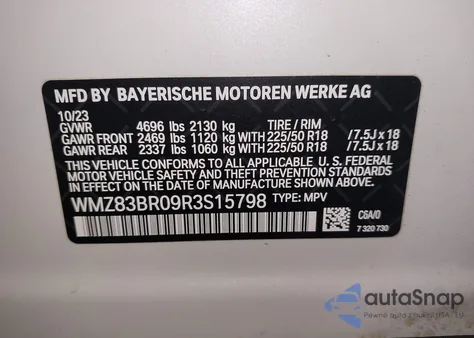 MFD BY BAYERISCHE MOTOREN WERKE AG
10/23
GVWR 4696 lbs 2130 kg TIRE / RIM
GAWR FRONT 2469 lbs 1120 kg WITH 225/50 R18 /7.5J x 18
GAWR REAR 2337 lbs 1060 kg WITH 225/50 R18 /7.5J x 18
THIS VEHICLE CONFORMS TO ALL APPLICABLE U. S. FEDERAL
MOTOR VEHICLE SAFETY AND THEFT PREVENTION STANDARDS
IN EFFECT ON THE DATE OF MANUFACTURE SHOWN ABOVE.
WMZ83BR09R3S15798 TYPE: MPV
C6A/0
7 320 730
autoSnap